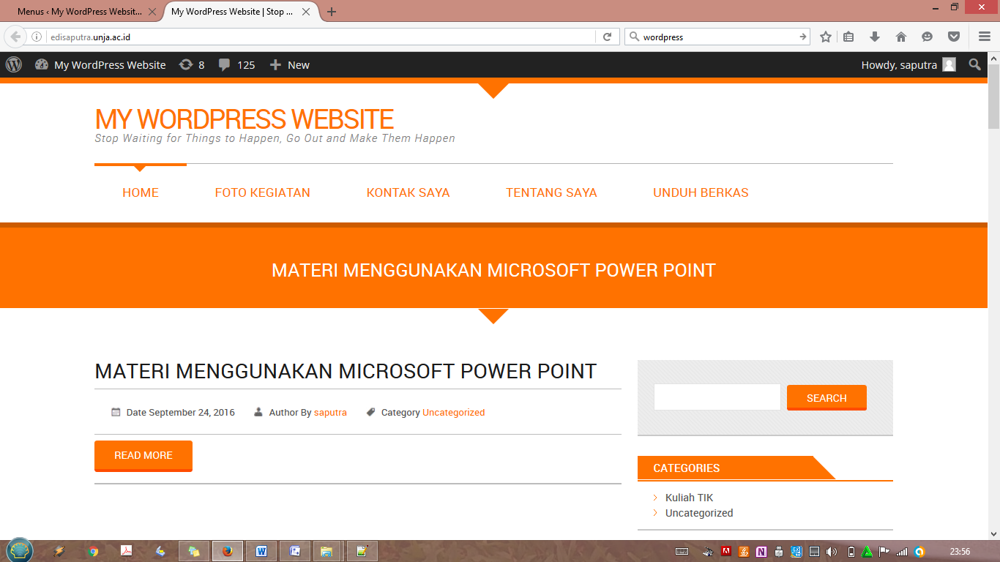 Menus ‹ My WordPress Websit...
My WordPress Website | Stop ...
edisaputra.unja.ac.id
wordpress
My WordPress Website 8 125 New
Howdy, saputra
MY WORDPRESS WEBSITE
Stop Waiting for Things to Happen, Go Out and Make Them Happen
HOME FOTO KEGIATAN KONTAK SAYA TENTANG SAYA UNDUH BERKAS
MATERI MENGGUNAKAN MICROSOFT POWER POINT
MATERI MENGGUNAKAN MICROSOFT POWER POINT
Date September 24, 2016 Author By saputra Category Uncategorized
READ MORE
SEARCH
CATEGORIES
Kuliah TIK
Uncategorized
23:56